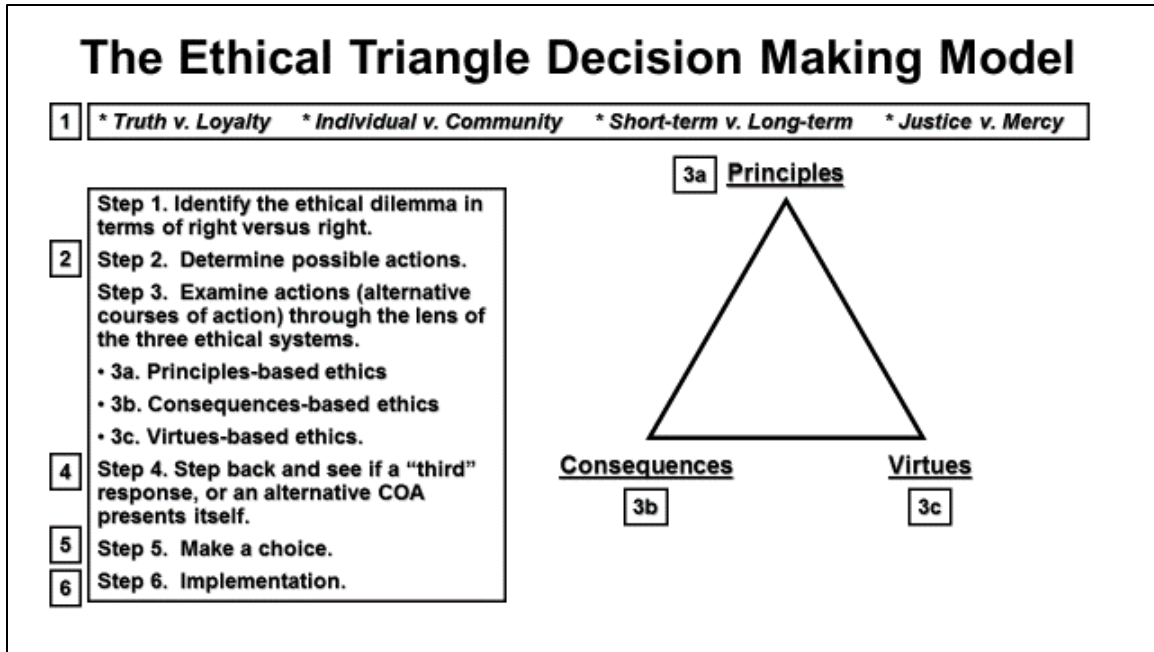 The Ethical Triangle Decision Making Model
1 * Truth v. Loyalty * Individual v. Community * Short-term v. Long-term * Justice v. Mercy
Step 1. Identify the ethical dilemma in
terms of right versus right.
2 Step 2. Determine possible actions.
Step 3. Examine actions (alternative
courses of action) through the lens of
the three ethical systems.
• 3a. Principles-based ethics
• 3b. Consequences-based ethics
• 3c. Virtues-based ethics.
4 Step 4. Step back and see if a “third”
response, or an alternative COA
presents itself.
5 Step 5. Make a choice.
6 Step 6. Implementation.
3a Principles
Consequences
3b
Virtues
3c